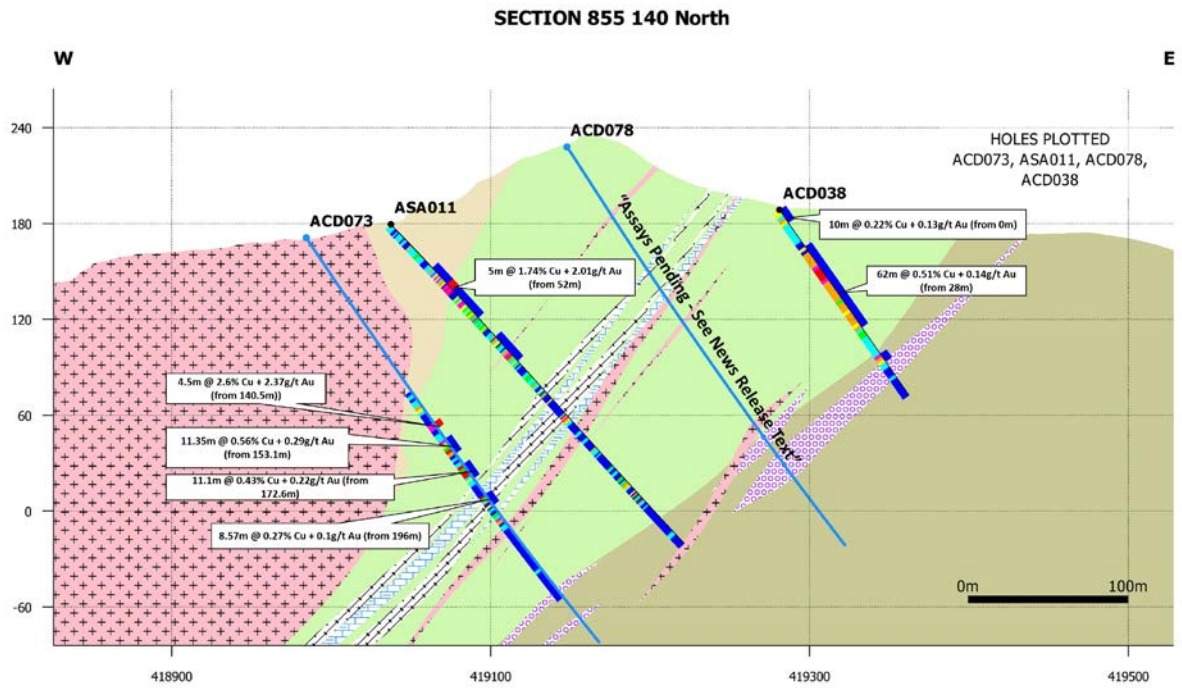 SECTION 855 140 North
W
E
240
180
120
60
0
-60
ACD078
HOLES PLOTTED
ACD073, ASA011, ACD078,
ACD038
ACD073
ASA011
ACD038
10m @ 0.22% Cu + 0.13g/t Au (from 0m)
62m @ 0.51% Cu + 0.14g/t Au
(from 28m)
5m @ 1.74% Cu + 2.01g/t Au
(from 52m)
"Assays Pending - See News Release Text"
4.5m @ 2.6% Cu + 2.37g/t Au
(from 140.5m))
11.35m @ 0.56% Cu + 0.29g/t Au
(from 153.1m)
11.1m @ 0.43% Cu + 0.22g/t Au (from
172.6m)
8.57m @ 0.27% Cu + 0.1g/t Au (from 196m)
0m
100m
418900
419100
419300
419500